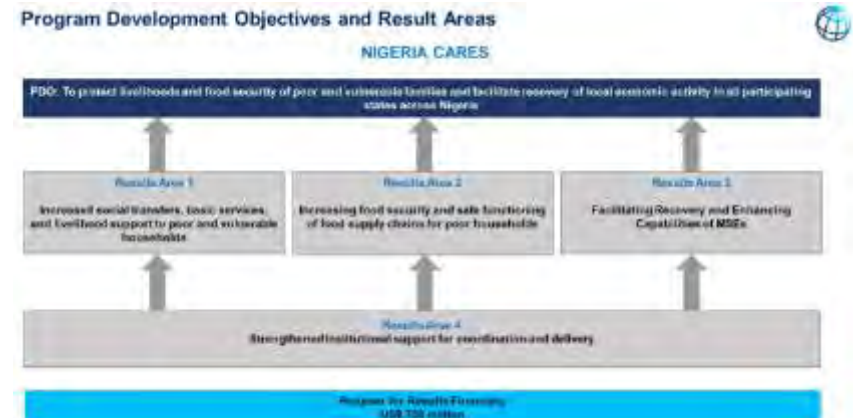 Program Development Objectives and Result Areas
NIGERIA CARES
PDO: To protect livelihoods and food security of poor and vulnerable families and facilitate recovery of local economic activity in all participating
states across Nigeria
Results Area 1
Increased social transfers, basic services,
and livelihood support to poor and vulnerable
households
Results Area 2
Increasing food security and safe functioning
of food supply chains for poor households
Results Area 3
Facilitating Recovery and Enhancing
Capabilities of MSEs
Results Area 4
Strengthened institutional support for coordination and delivery
Program for Results Financing
US$ 750 million